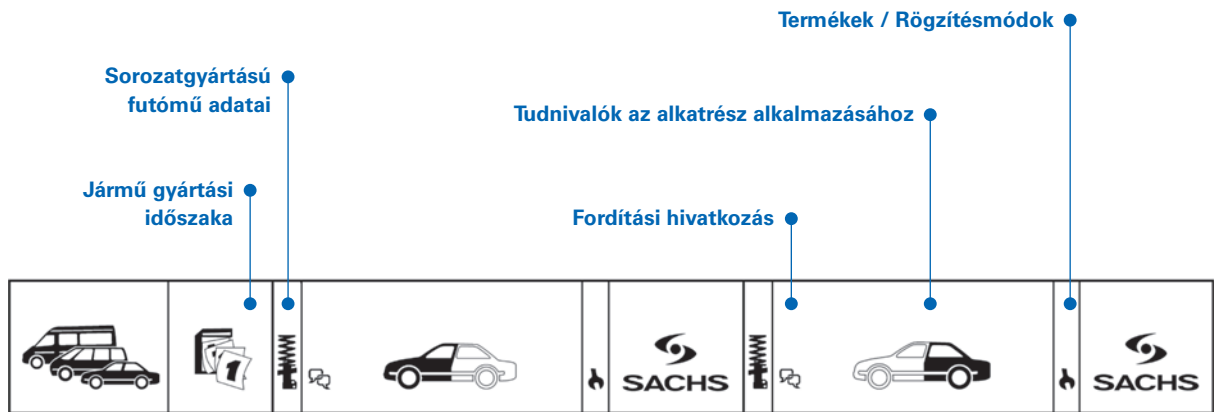 Termékek / Rögzítésmódok
Sorozatgyártású
futómű adatai
Tudnivalók az alkatrész alkalmazásához
Jármű gyártási
időszaka
Fordítási hivatkozás
1
SACHS
SACHS